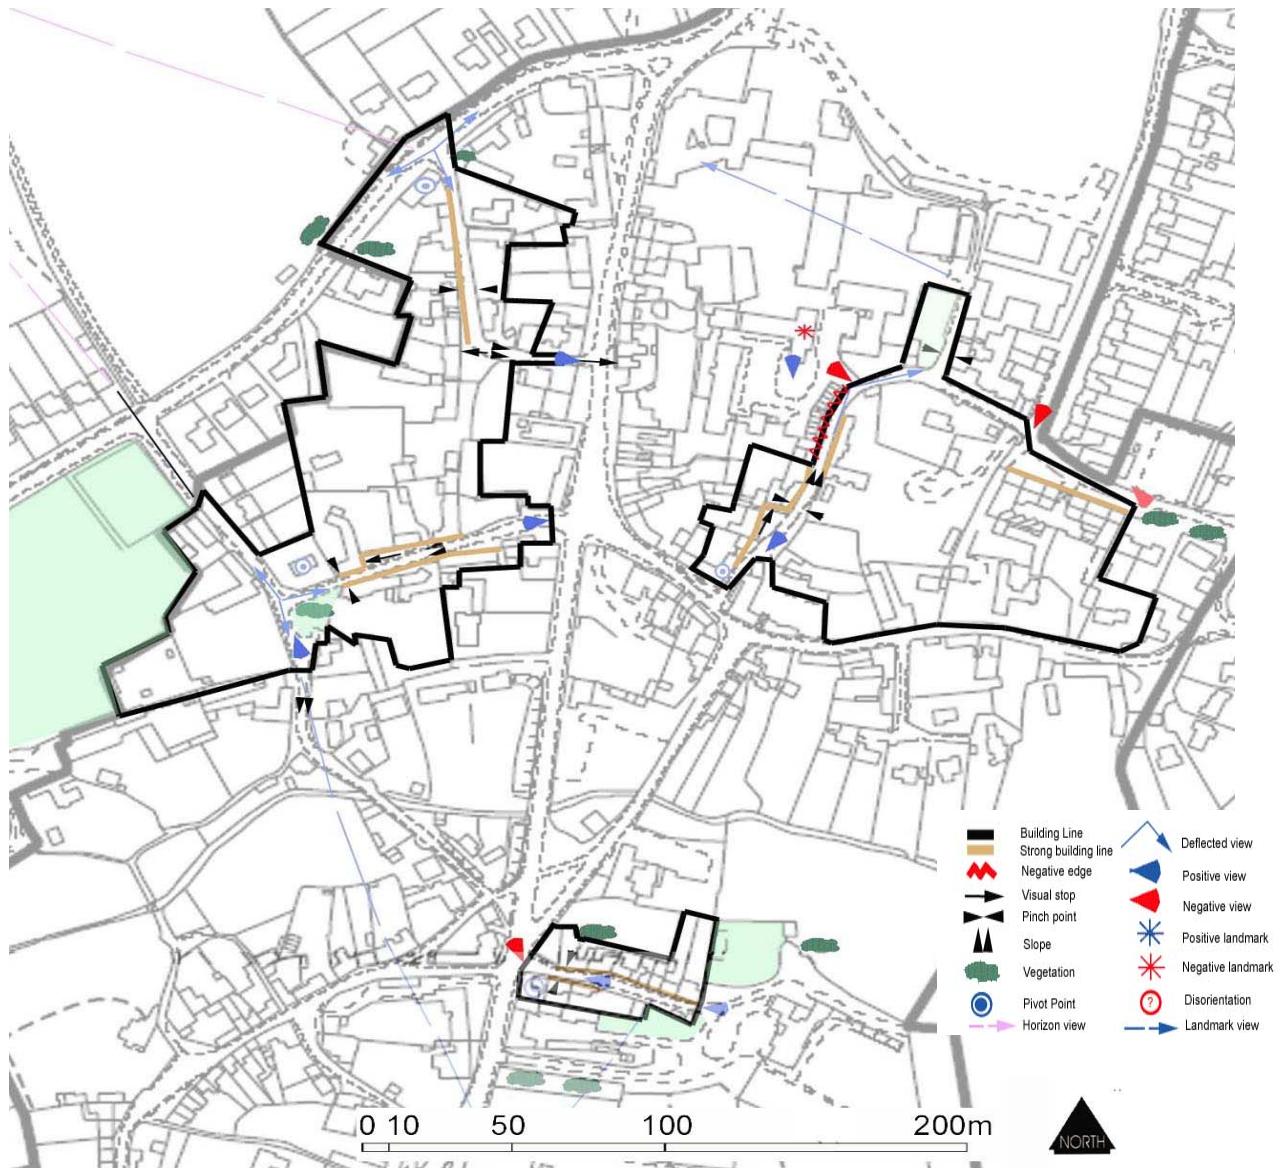 Building Line
Strong building line
Negative edge
Visual stop
Pinch point
Slope
Vegetation
Pivot Point
Horizon view
Deflected view
Positive view
Negative view
Positive landmark
Negative landmark
?
Disorientation
Landmark view
0 10 50 100 200m
NORTH